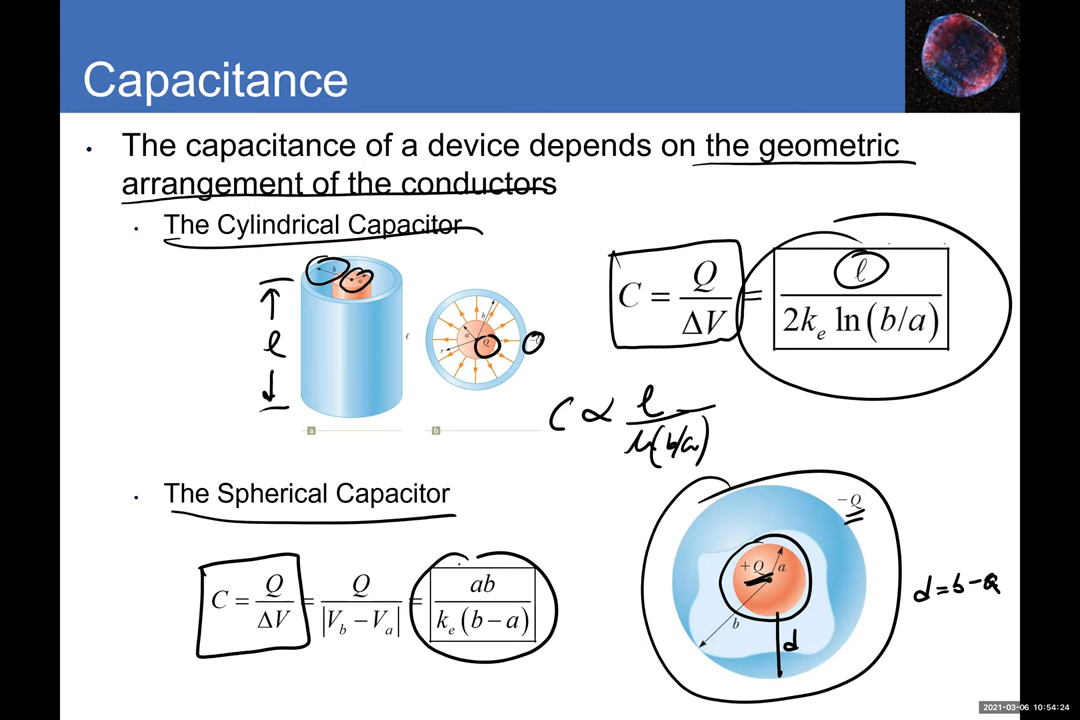 Capacitance
• The capacitance of a device depends on the geometric
arrangement of the conductors
• The Cylindrical Capacitor
b a
ℓ
ℓ
a b r Q -Q
a b
C = Q/ΔV = ℓ / 2kₑ ln(b/a)
C ∝ ℓ / ln(b/a)
• The Spherical Capacitor
C = Q/ΔV = Q/|V_b − V_a| = ab / kₑ(b − a)
−Q
+Q a
b
d
d = b - a
2021-03-06 10:54:24